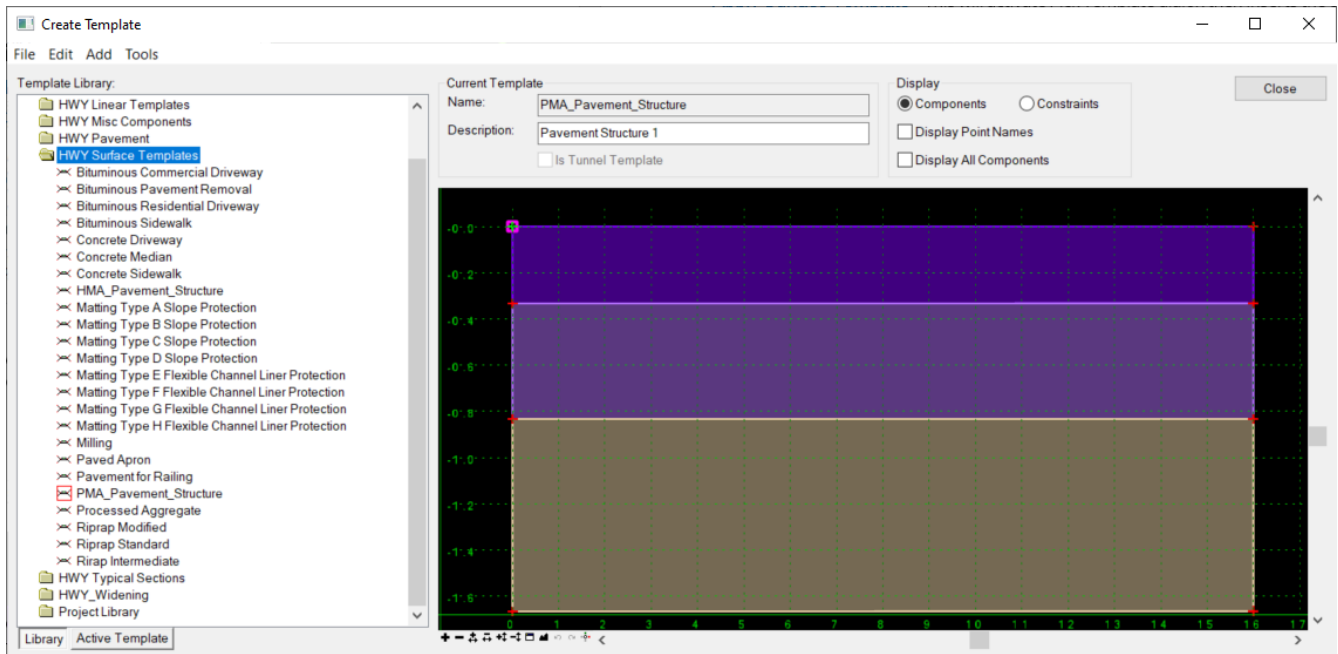 Create Template
File Edit Add Tools
Template Library:
HWY Linear Templates
HWY Misc Components
HWY Pavement
HWY Surface Templates
Bituminous Commercial Driveway
Bituminous Pavement Removal
Bituminous Residential Driveway
Bituminous Sidewalk
Concrete Driveway
Concrete Median
Concrete Sidewalk
HMA_Pavement_Structure
Matting Type A Slope Protection
Matting Type B Slope Protection
Matting Type C Slope Protection
Matting Type D Slope Protection
Matting Type E Flexible Channel Liner Protection
Matting Type F Flexible Channel Liner Protection
Matting Type G Flexible Channel Liner Protection
Matting Type H Flexible Channel Liner Protection
Milling
Paved Apron
Pavement for Railing
PMA_Pavement_Structure
Processed Aggregate
Riprap Modified
Riprap Standard
Rirap Intermediate
HWY Typical Sections
HWY_Widening
Project Library
Library Active Template
Current Template
Name: PMA_Pavement_Structure
Description: Pavement Structure 1
Is Tunnel Template
Display
Components Constraints
Display Point Names
Display All Components
Close
-0.0
-0.2
-0.4
-0.6
-0.8
-1.0
-1.2
-1.4
-1.6
0 1 2 3 4 5 6 7 8 9 10 11 12 13 14 15 16 17